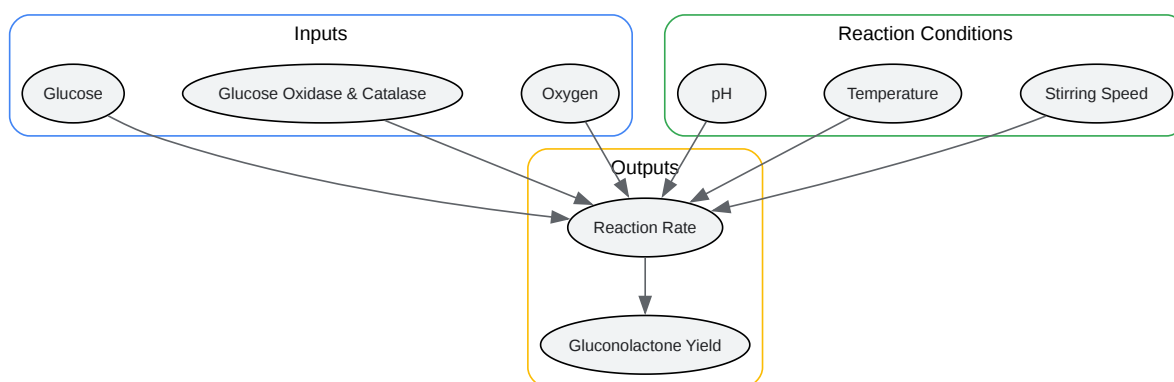 Inputs
Reaction Conditions
Glucose
Glucose Oxidase & Catalase
Oxygen
pH
Temperature
Stirring Speed
Outputs
Reaction Rate
Gluconolactone Yield